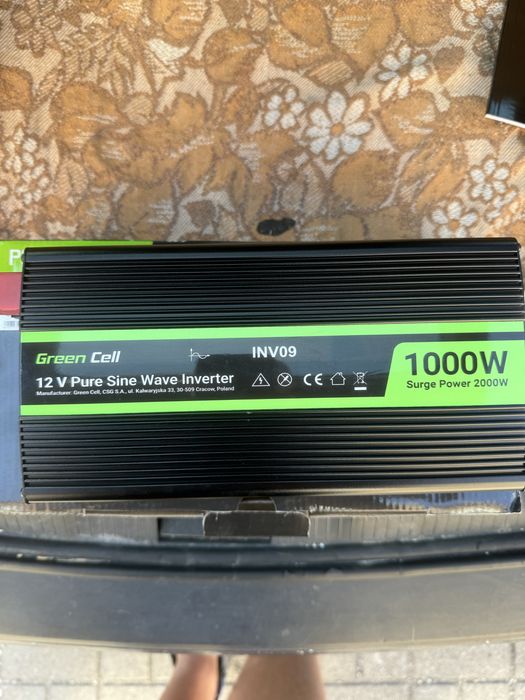 Green Cell
INV09
12 V Pure Sine Wave Inverter
Manufacturer: Green Cell, CSG S.A., ul. Kalwaryjska 33, 30-509 Cracow, Poland
1000W
Surge Power 2000W
CE